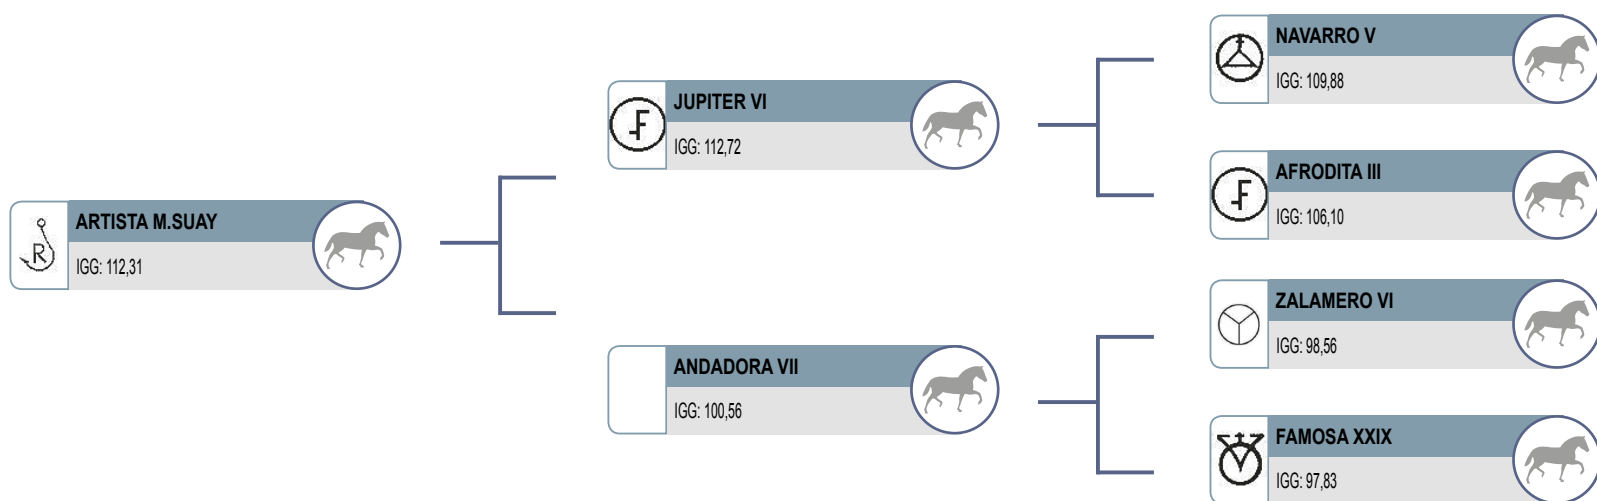 ARTISTA M.SUAY
IGG: 112,31
JUPITER VI
IGG: 112,72
ANDADORA VII
IGG: 100,56
NAVARRO V
IGG: 109,88
AFRODITA III
IGG: 106,10
ZALAMERO VI
IGG: 98,56
FAMOSA XXIX
IGG: 97,83